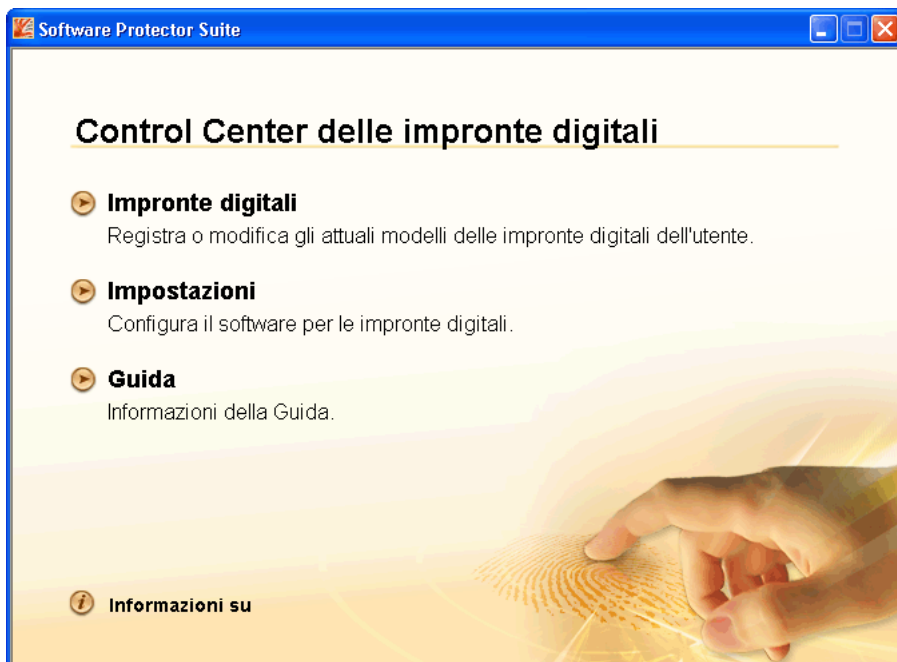 Software Protector Suite
Control Center delle impronte digitali
Impronte digitali
Registra o modifica gli attuali modelli delle impronte digitali dell'utente.
Impostazioni
Configura il software per le impronte digitali.
Guida
Informazioni della Guida.
Informazioni su